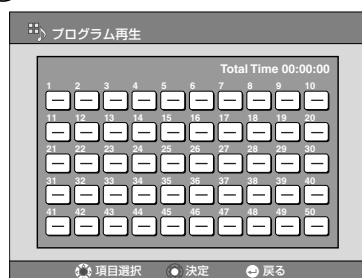 プログラム再生
Total Time 00:00:00
1 2 3 4 5 6 7 8 9 10
— — — — — — — — — —
11 12 13 14 15 16 17 18 19 20
— — — — — — — — — —
21 22 23 24 25 26 27 28 29 30
— — — — — — — — — —
31 32 33 34 35 36 37 38 39 40
— — — — — — — — — —
41 42 43 44 45 46 47 48 49 50
— — — — — — — — — —
項目選択 決定 戻る